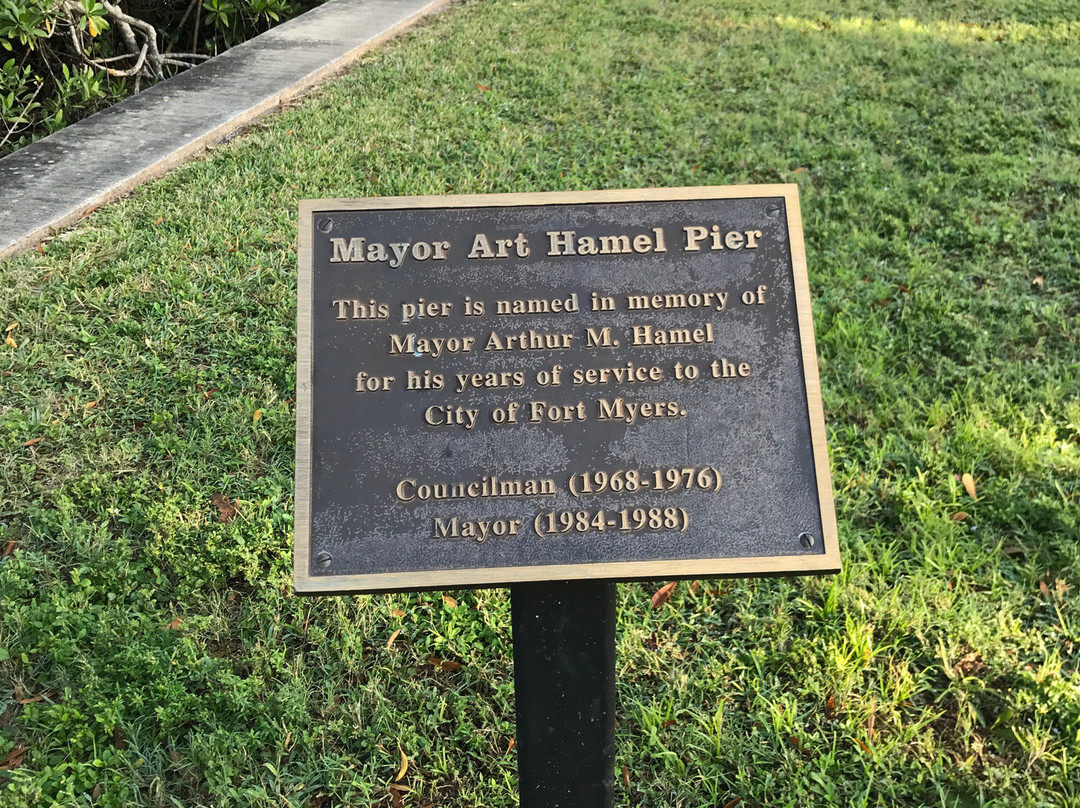 Mayor Art Hamel Pier
This pier is named in memory of
Mayor Arthur M. Hamel
for his years of service to the
City of Fort Myers.
Councilman (1968-1976)
Mayor (1984-1988)